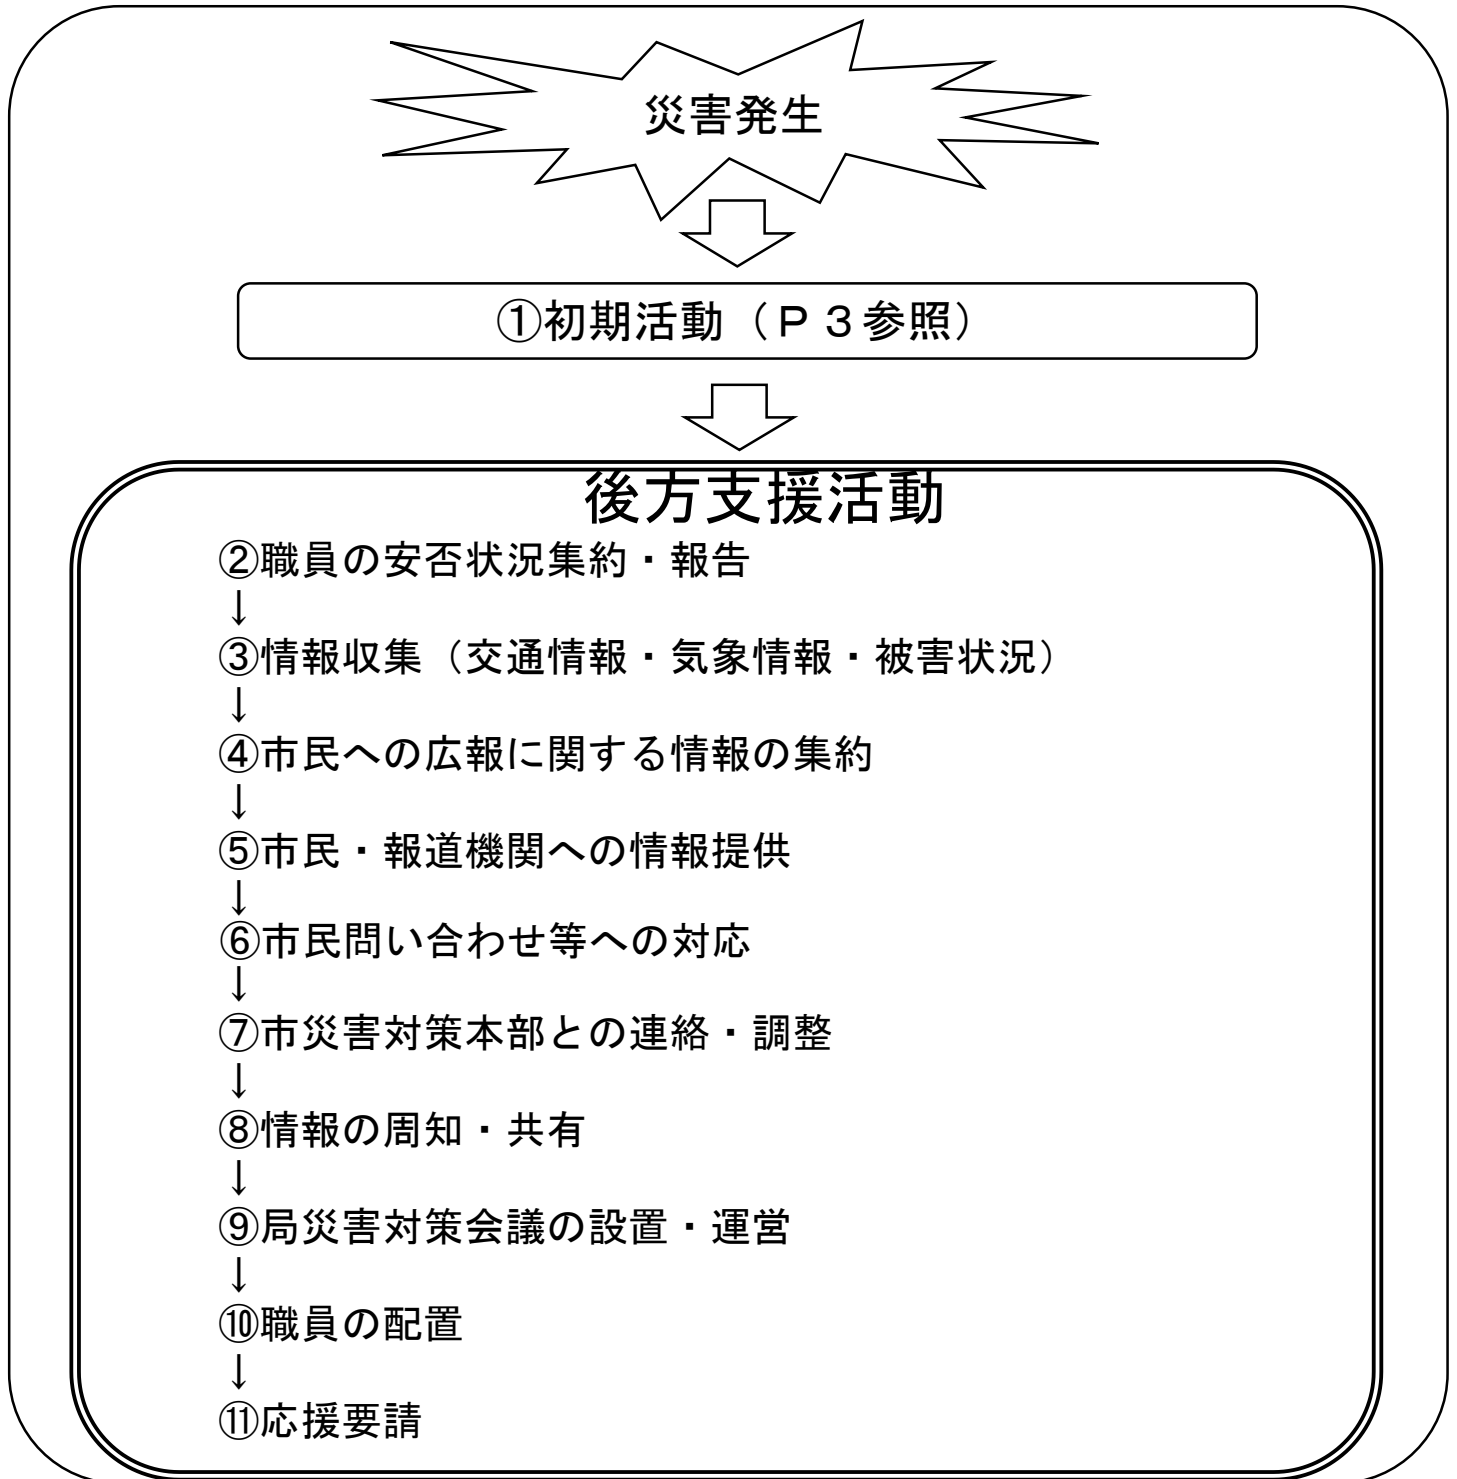 災害発生
①初期活動（Ｐ３参照）
後方支援活動
②職員の安否状況集約・報告
↓
③情報収集（交通情報・気象情報・被害状況）
↓
④市民への広報に関する情報の集約
↓
⑤市民・報道機関への情報提供
↓
⑥市民問い合わせ等への対応
↓
⑦市災害対策本部との連絡・調整
↓
⑧情報の周知・共有
↓
⑨局災害対策会議の設置・運営
↓
⑩職員の配置
↓
⑪応援要請